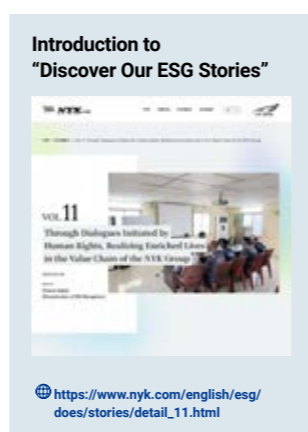 Introduction to
“Discover Our ESG Stories”
NYK
VOL.11
Through Dialogues Initiated by
Human Rights, Realizing Enriched Lives
in the Value Chain of the NYK Group
https://www.nyk.com/english/esg/
does/stories/detail_11.html